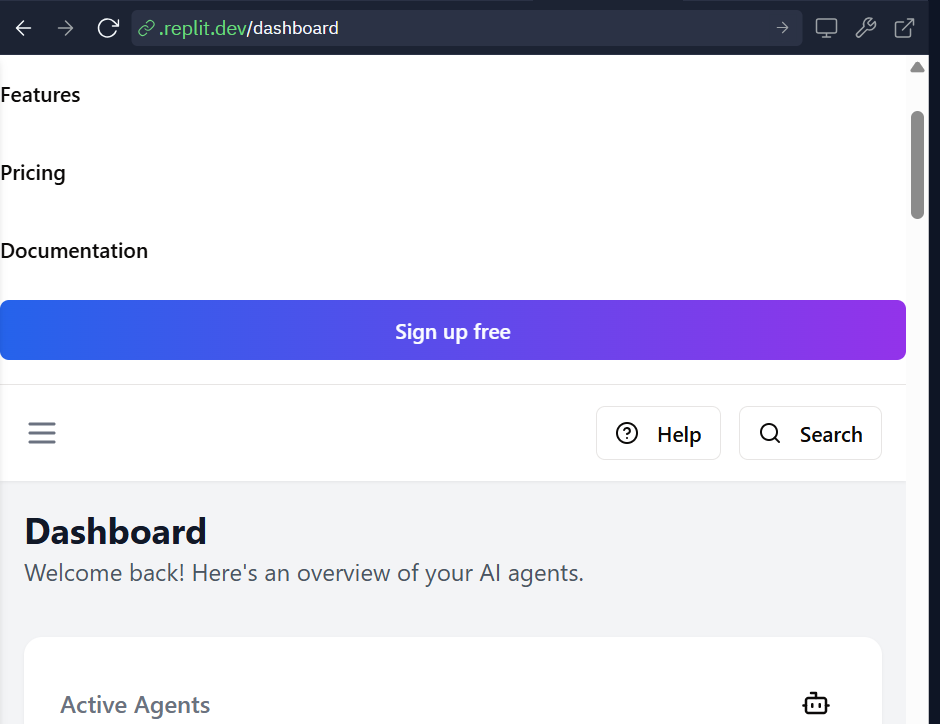 .replit.dev/dashboard
Features
Pricing
Documentation
Sign up free
Help
Search
Dashboard
Welcome back! Here's an overview of your AI agents.
Active Agents